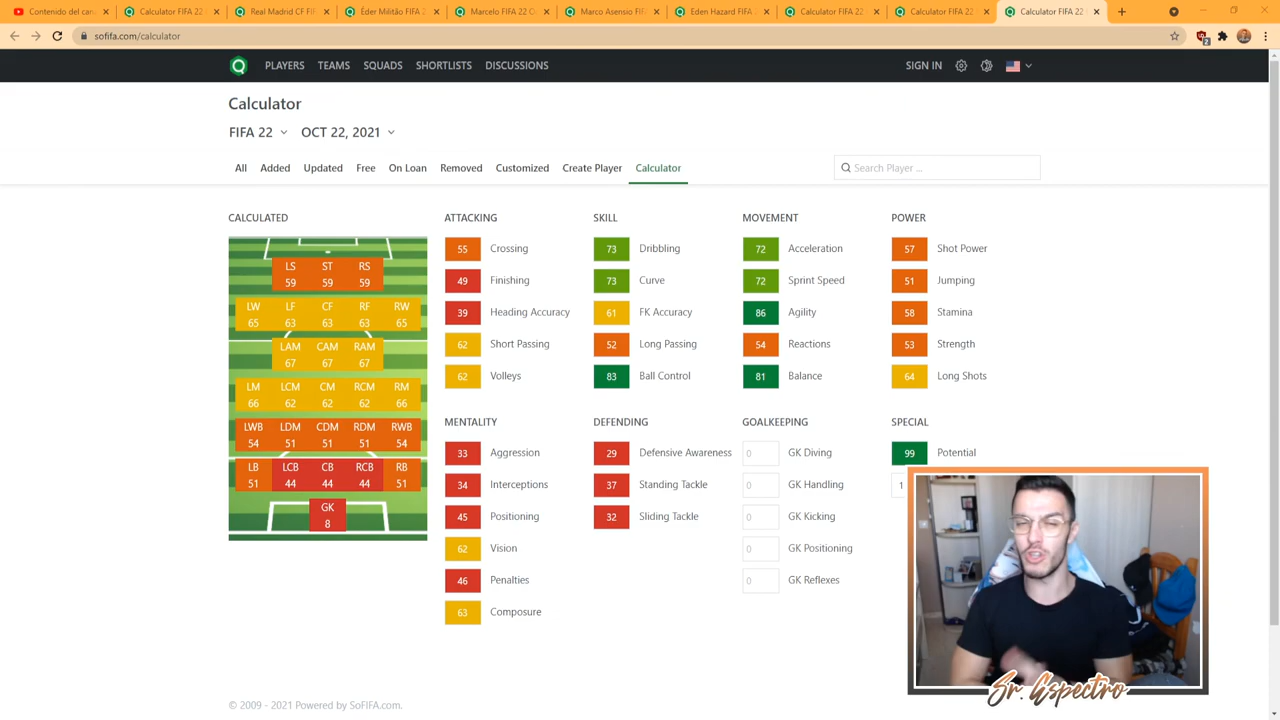 Contenido del can
Calculator FIFA 22
Real Madrid CF FIF
Éder Militão FIFA 2
Marcelo FIFA 22 O
Marco Asensio FIF
Eden Hazard FIFA
Calculator FIFA 22
Calculator FIFA 22
Calculator FIFA 22
sofifa.com/calculator
2
PLAYERS TEAMS SQUADS SHORTLISTS DISCUSSIONS SIGN IN
Calculator
FIFA 22 OCT 22, 2021
All Added Updated Free On Loan Removed Customized Create Player Calculator Search Player ...
CALCULATED
LS ST RS
59 59 59
LW LF CF RF RW
65 63 63 63 65
LAM CAM RAM
67 67 67
LM LCM CM RCM RM
66 62 62 62 66
LWB LDM CDM RDM RWB
54 51 51 51 54
LB LCB CB RCB RB
51 44 44 44 51
GK
8
ATTACKING
55 Crossing
49 Finishing
39 Heading Accuracy
62 Short Passing
62 Volleys
SKILL
73 Dribbling
73 Curve
61 FK Accuracy
52 Long Passing
83 Ball Control
MOVEMENT
72 Acceleration
72 Sprint Speed
86 Agility
54 Reactions
81 Balance
POWER
57 Shot Power
51 Jumping
58 Stamina
53 Strength
64 Long Shots
MENTALITY
33 Aggression
34 Interceptions
45 Positioning
62 Vision
46 Penalties
63 Composure
DEFENDING
29 Defensive Awareness
37 Standing Tackle
32 Sliding Tackle
GOALKEEPING
0 GK Diving
0 GK Handling
0 GK Kicking
0 GK Positioning
0 GK Reflexes
SPECIAL
99 Potential
1
Sr. Espectro
© 2009 - 2021 Powered by SoFIFA.com.